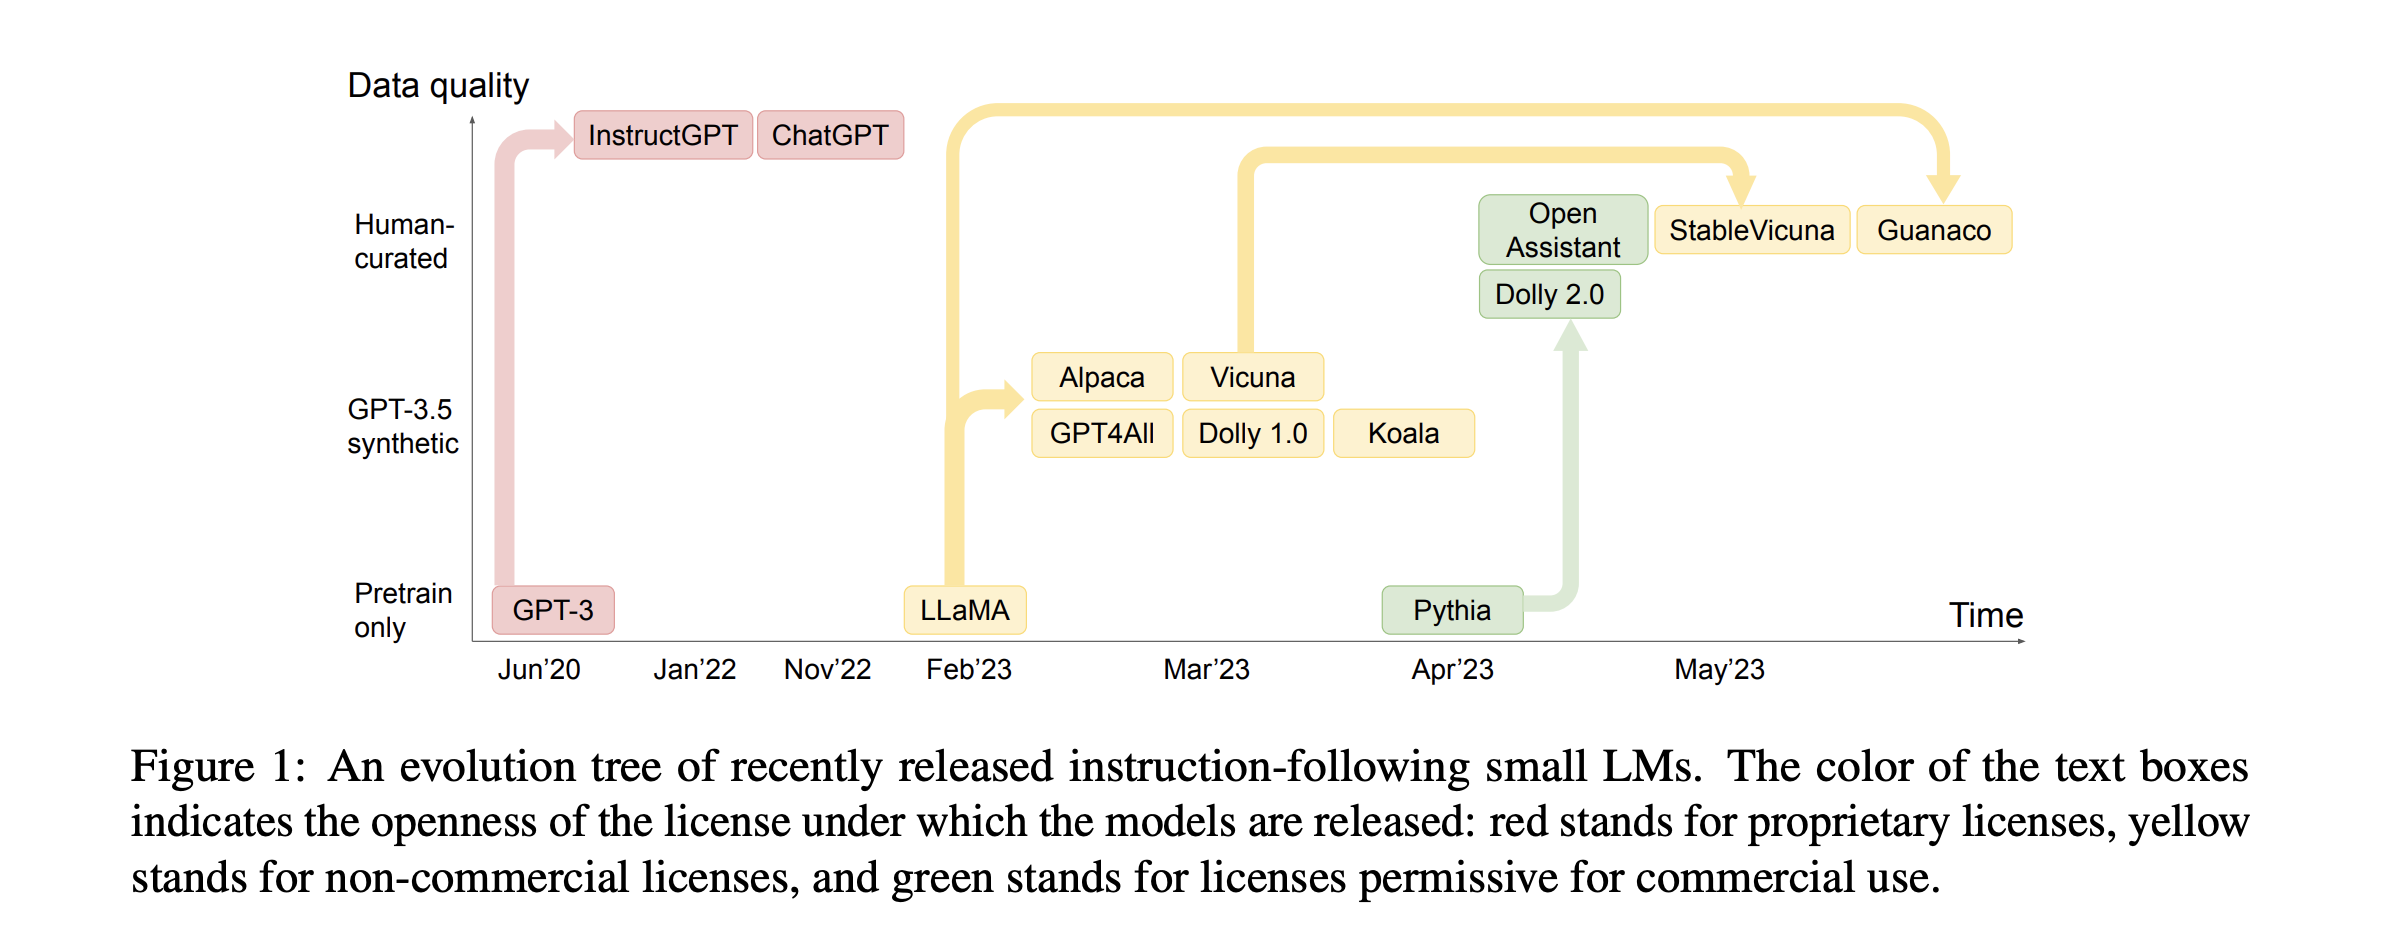 Data quality
InstructGPT
ChatGPT
Human-
curated
Open
Assistant
StableVicuna
Guanaco
Dolly 2.0
GPT-3.5
synthetic
Alpaca
Vicuna
GPT4All
Dolly 1.0
Koala
Pretrain
only
GPT-3
LLaMA
Pythia
Time
Jun’20
Jan’22
Nov’22
Feb’23
Mar’23
Apr’23
May’23
Figure 1: An evolution tree of recently released instruction-following small LMs. The color of the text boxes
indicates the openness of the license under which the models are released: red stands for proprietary licenses, yellow
stands for non-commercial licenses, and green stands for licenses permissive for commercial use.